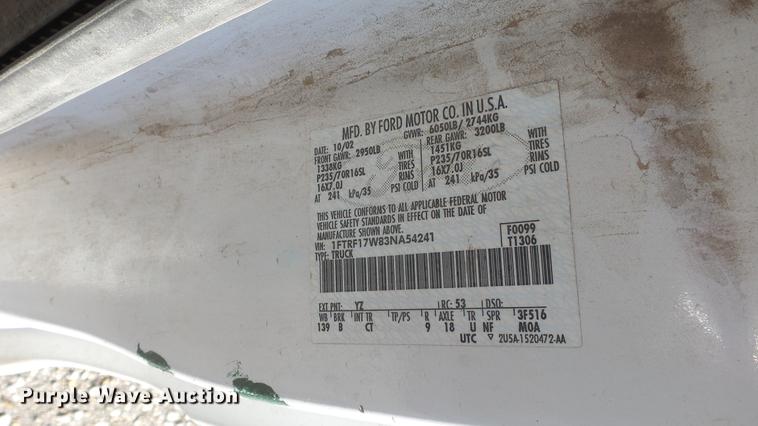 MFD. BY FORD MOTOR CO. IN U.S.A.
DATE: 10/02 GVWR: 6050LB/ 2744KG
FRONT GAWR: 2950LB REAR GAWR: 3200LB
1338KG WITH 1451KG WITH
P235/70R16SL TIRES P235/70R16SL TIRES
16X7.0J RIMS 16X7.0J RIMS
AT 241 kPa/35 PSI COLD AT 241 kPa/35 PSI COLD
THIS VEHICLE CONFORMS TO ALL APPLICABLE FEDERAL MOTOR
VEHICLE SAFETY STANDARDS IN EFFECT ON THE DATE OF
MANUFACTURE SHOWN ABOVE.
VIN: 1FTRF17W83NA54241 F0099
TYPE: TRUCK T1306
EXT PNT: YZ RC: 53 DSO:
WB BRK INT TR TP/PS R AXLE TR SPR 3F516
139 B CT 9 18 U NF MOA
UTC ▽ 2U5A-1520472-AA
Purple Wave Auction